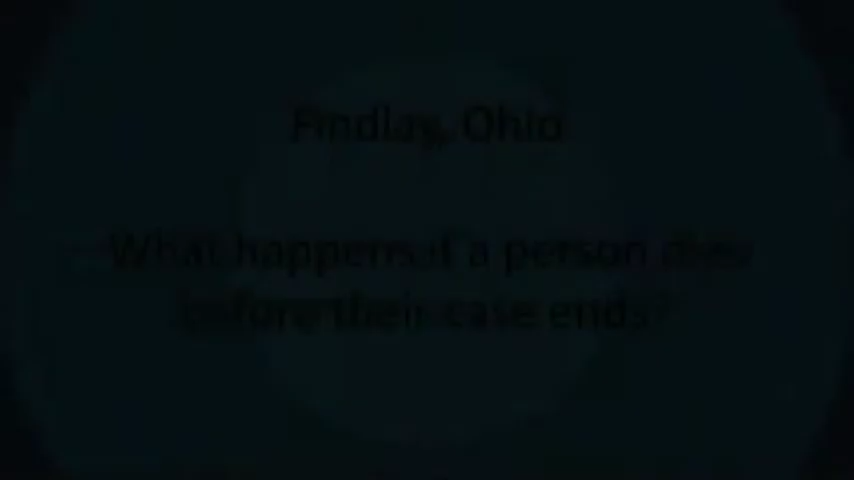 Findlay, Ohio
What happens if a person dies
before their case ends?